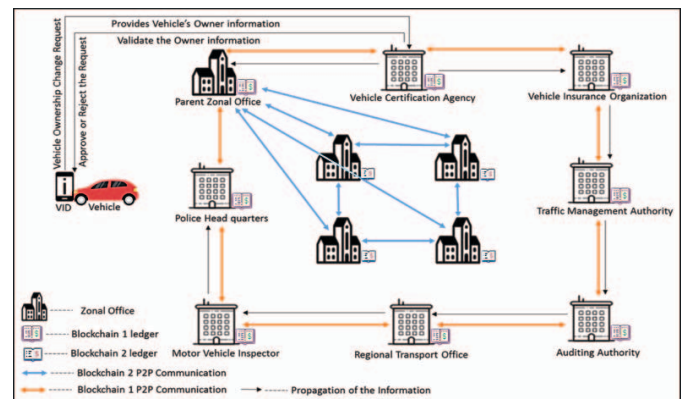 Provides Vehicle's Owner information
Validate the Owner information
Vehicle Ownership Change Request
Approve or Reject the Request
Parent Zonal Office
Vehicle Certification Agency
Vehicle Insurance Organization
VID
Vehicle
Police Head quarters
Traffic Management Authority
Motor Vehicle Inspector
Regional Transport Office
Auditing Authority
Zonal Office
Blockchain 1 ledger
Blockchain 2 ledger
Blockchain 2 P2P Communication
Blockchain 1 P2P Communication
Propagation of the Information